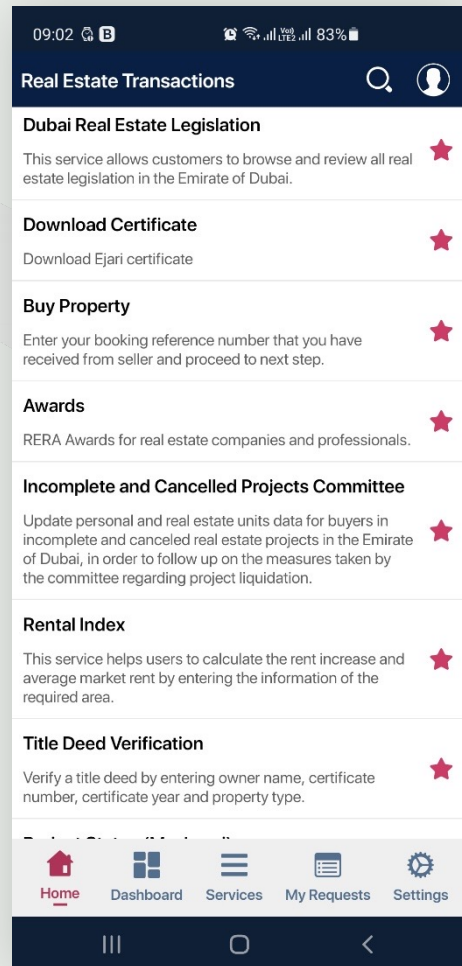 09:02 B Vo)) LTE2 83%
Real Estate Transactions
Dubai Real Estate Legislation
This service allows customers to browse and review all real
estate legislation in the Emirate of Dubai.
Download Certificate
Download Ejari certificate
Buy Property
Enter your booking reference number that you have
received from seller and proceed to next step.
Awards
RERA Awards for real estate companies and professionals.
Incomplete and Cancelled Projects Committee
Update personal and real estate units data for buyers in
incomplete and canceled real estate projects in the Emirate
of Dubai, in order to follow up on the measures taken by
the committee regarding project liquidation.
Rental Index
This service helps users to calculate the rent increase and
average market rent by entering the information of the
required area.
Title Deed Verification
Verify a title deed by entering owner name, certificate
number, certificate year and property type.
Home Dashboard Services My Requests Settings